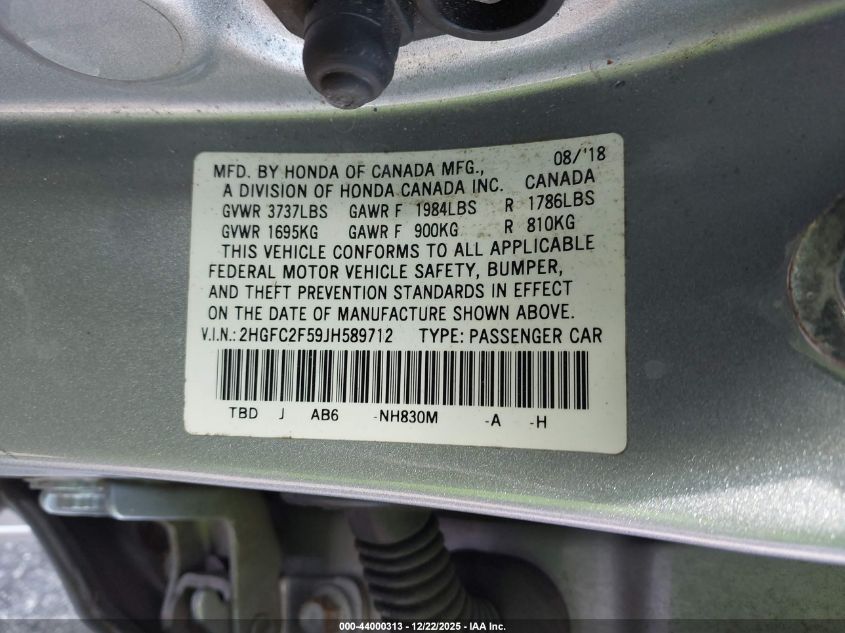 MFD. BY HONDA OF CANADA MFG., 08/'18
A DIVISION OF HONDA CANADA INC. CANADA
GVWR 3737LBS GAWR F 1984LBS R 1786LBS
GVWR 1695KG GAWR F 900KG R 810KG
THIS VEHICLE CONFORMS TO ALL APPLICABLE
FEDERAL MOTOR VEHICLE SAFETY, BUMPER,
AND THEFT PREVENTION STANDARDS IN EFFECT
ON THE DATE OF MANUFACTURE SHOWN ABOVE.
V.I.N.: 2HGFC2F59JH589712 TYPE: PASSENGER CAR
TBD J AB6 -NH830M -A -H
000-44000313 - 12/22/2025 - IAA Inc.